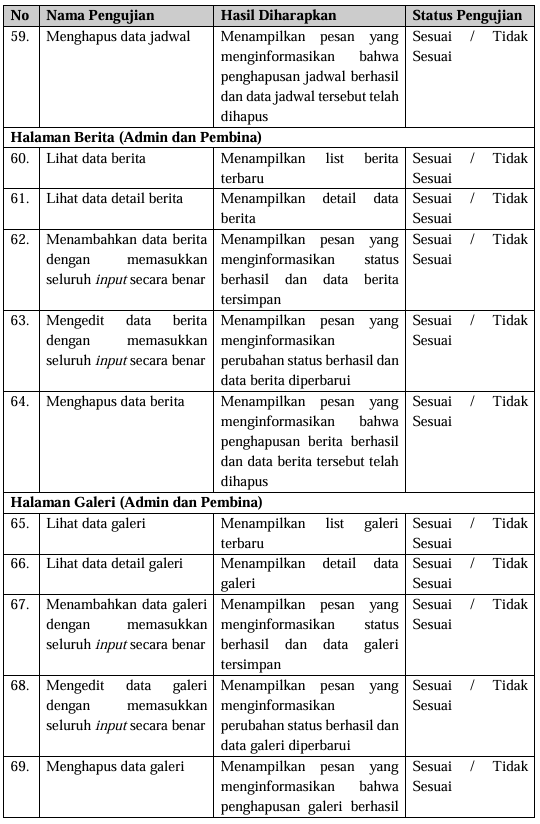 No Nama Pengujian Hasil Diharapkan Status Pengujian
59. Menghapus data jadwal Menampilkan pesan yang Sesuai / Tidak
menginformasikan bahwa Sesuai
penghapusan jadwal berhasil
dan data jadwal tersebut telah
dihapus
Halaman Berita (Admin dan Pembina)
60. Lihat data berita Menampilkan list berita Sesuai / Tidak
terbaru Sesuai
61. Lihat data detail berita Menampilkan detail data Sesuai / Tidak
berita Sesuai
62. Menambahkan data berita Menampilkan pesan yang Sesuai / Tidak
dengan memasukkan menginformasikan status Sesuai
seluruh input secara benar berhasil dan data berita
tersimpan
63. Mengedit data berita Menampilkan pesan yang Sesuai / Tidak
dengan memasukkan menginformasikan Sesuai
seluruh input secara benar perubahan status berhasil dan
data berita diperbarui
64. Menghapus data berita Menampilkan pesan yang Sesuai / Tidak
menginformasikan bahwa Sesuai
penghapusan berita berhasil
dan data berita tersebut telah
dihapus
Halaman Galeri (Admin dan Pembina)
65. Lihat data galeri Menampilkan list galeri Sesuai / Tidak
terbaru Sesuai
66. Lihat data detail galeri Menampilkan detail data Sesuai / Tidak
galeri Sesuai
67. Menambahkan data galeri Menampilkan pesan yang Sesuai / Tidak
dengan memasukkan menginformasikan status Sesuai
seluruh input secara benar berhasil dan data galeri
tersimpan
68. Mengedit data galeri Menampilkan pesan yang Sesuai / Tidak
dengan memasukkan menginformasikan Sesuai
seluruh input secara benar perubahan status berhasil dan
data galeri diperbarui
69. Menghapus data galeri Menampilkan pesan yang Sesuai / Tidak
menginformasikan bahwa Sesuai
penghapusan galeri berhasil